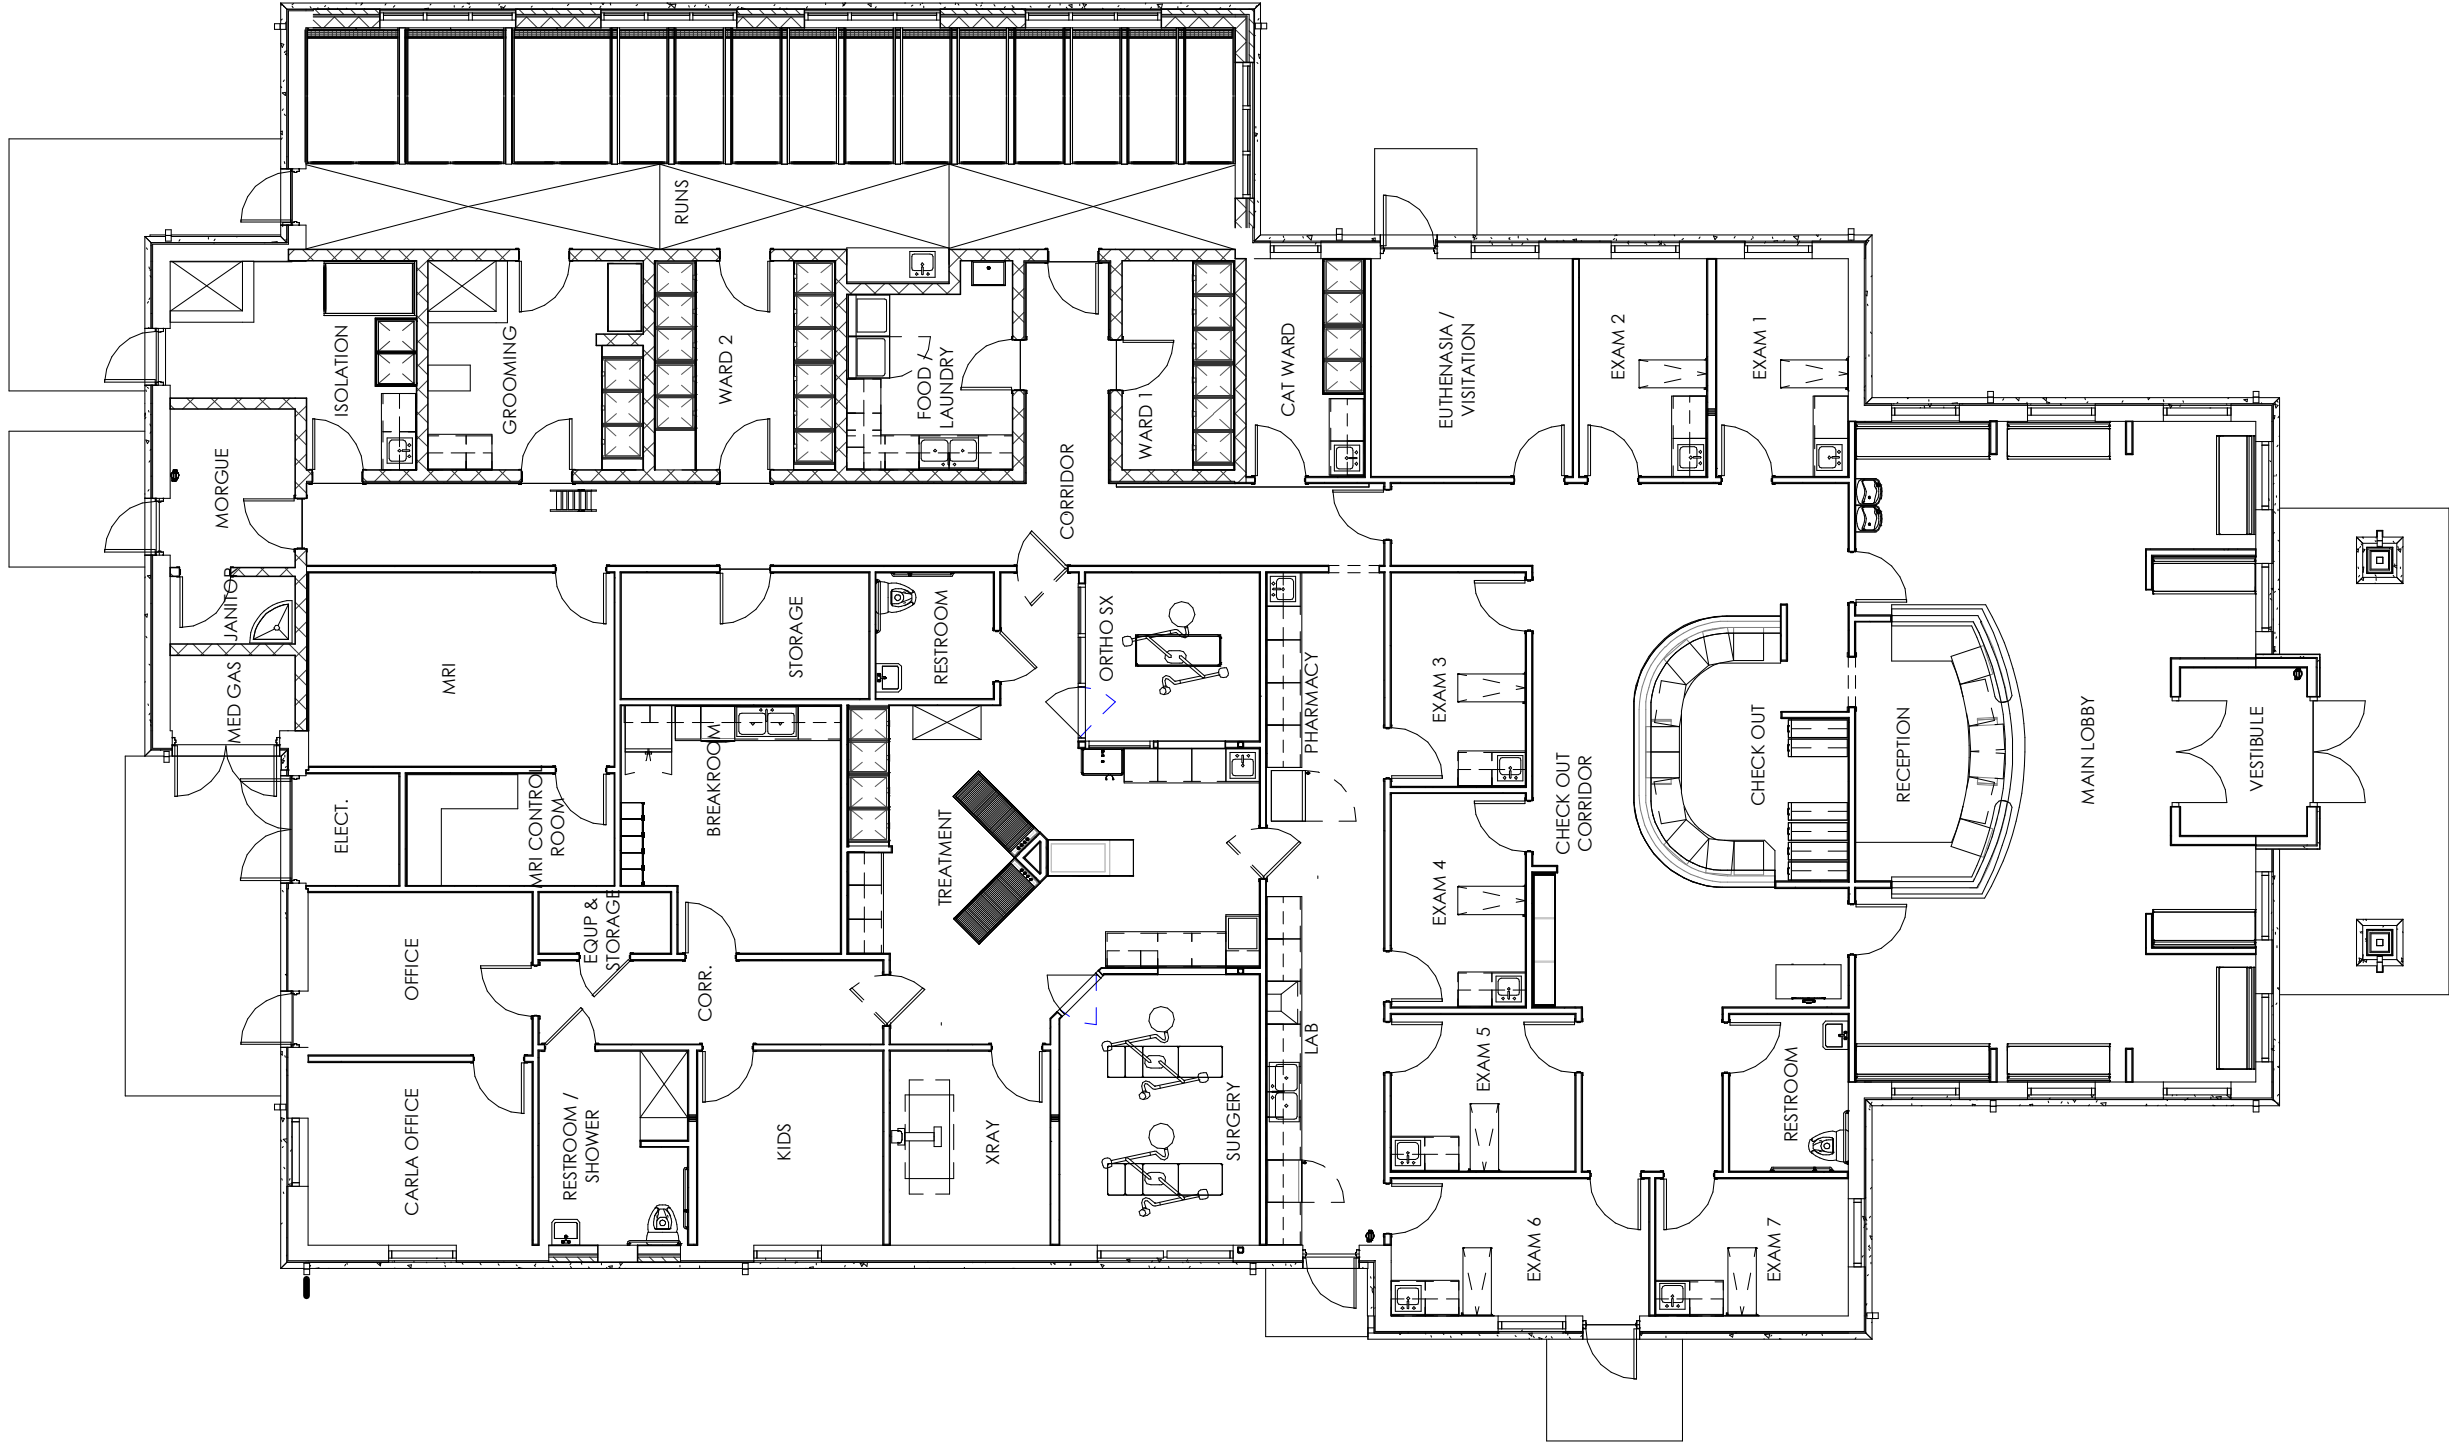 RUNS
ISOLATION
GROOMING
WARD 2
FOOD /
LAUNDRY
WARD 1
CAT WARD
EUTHENASIA /
VISITATION
EXAM 2
EXAM 1
MORGUE
CORRIDOR
JANITO
MED GAS
MRI
STORAGE
RESTROOM
ORTHO SX
PHARMACY
EXAM 3
CHECK OUT
RECEPTION
MAIN LOBBY
VESTIBULE
ELECT.
MRI CONTROL
ROOM
BREAKROOM
TREATMENT
CHECK OUT
CORRIDOR
EXAM 4
OFFICE
EQUP &
STORAGE
CORR.
LAB
EXAM 5
RESTROOM
CARLA OFFICE
RESTROOM /
SHOWER
KIDS
XRAY
SURGERY
EXAM 6
EXAM 7